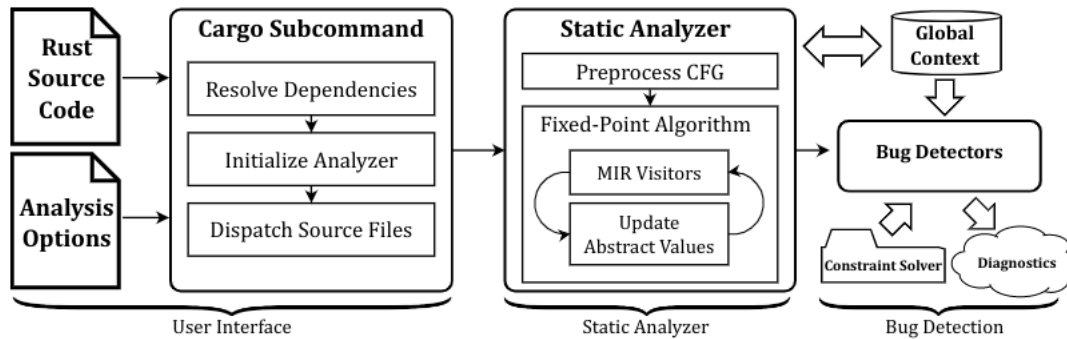 Rust
Source
Code
Analysis
Options
Cargo Subcommand
Resolve Dependencies
Initialize Analyzer
Dispatch Source Files
User Interface
Static Analyzer
Preprocess CFG
Fixed-Point Algorithm
MIR Visitors
Update
Abstract Values
Static Analyzer
Global
Context
Bug Detectors
Constraint Solver
Diagnostics
Bug Detection